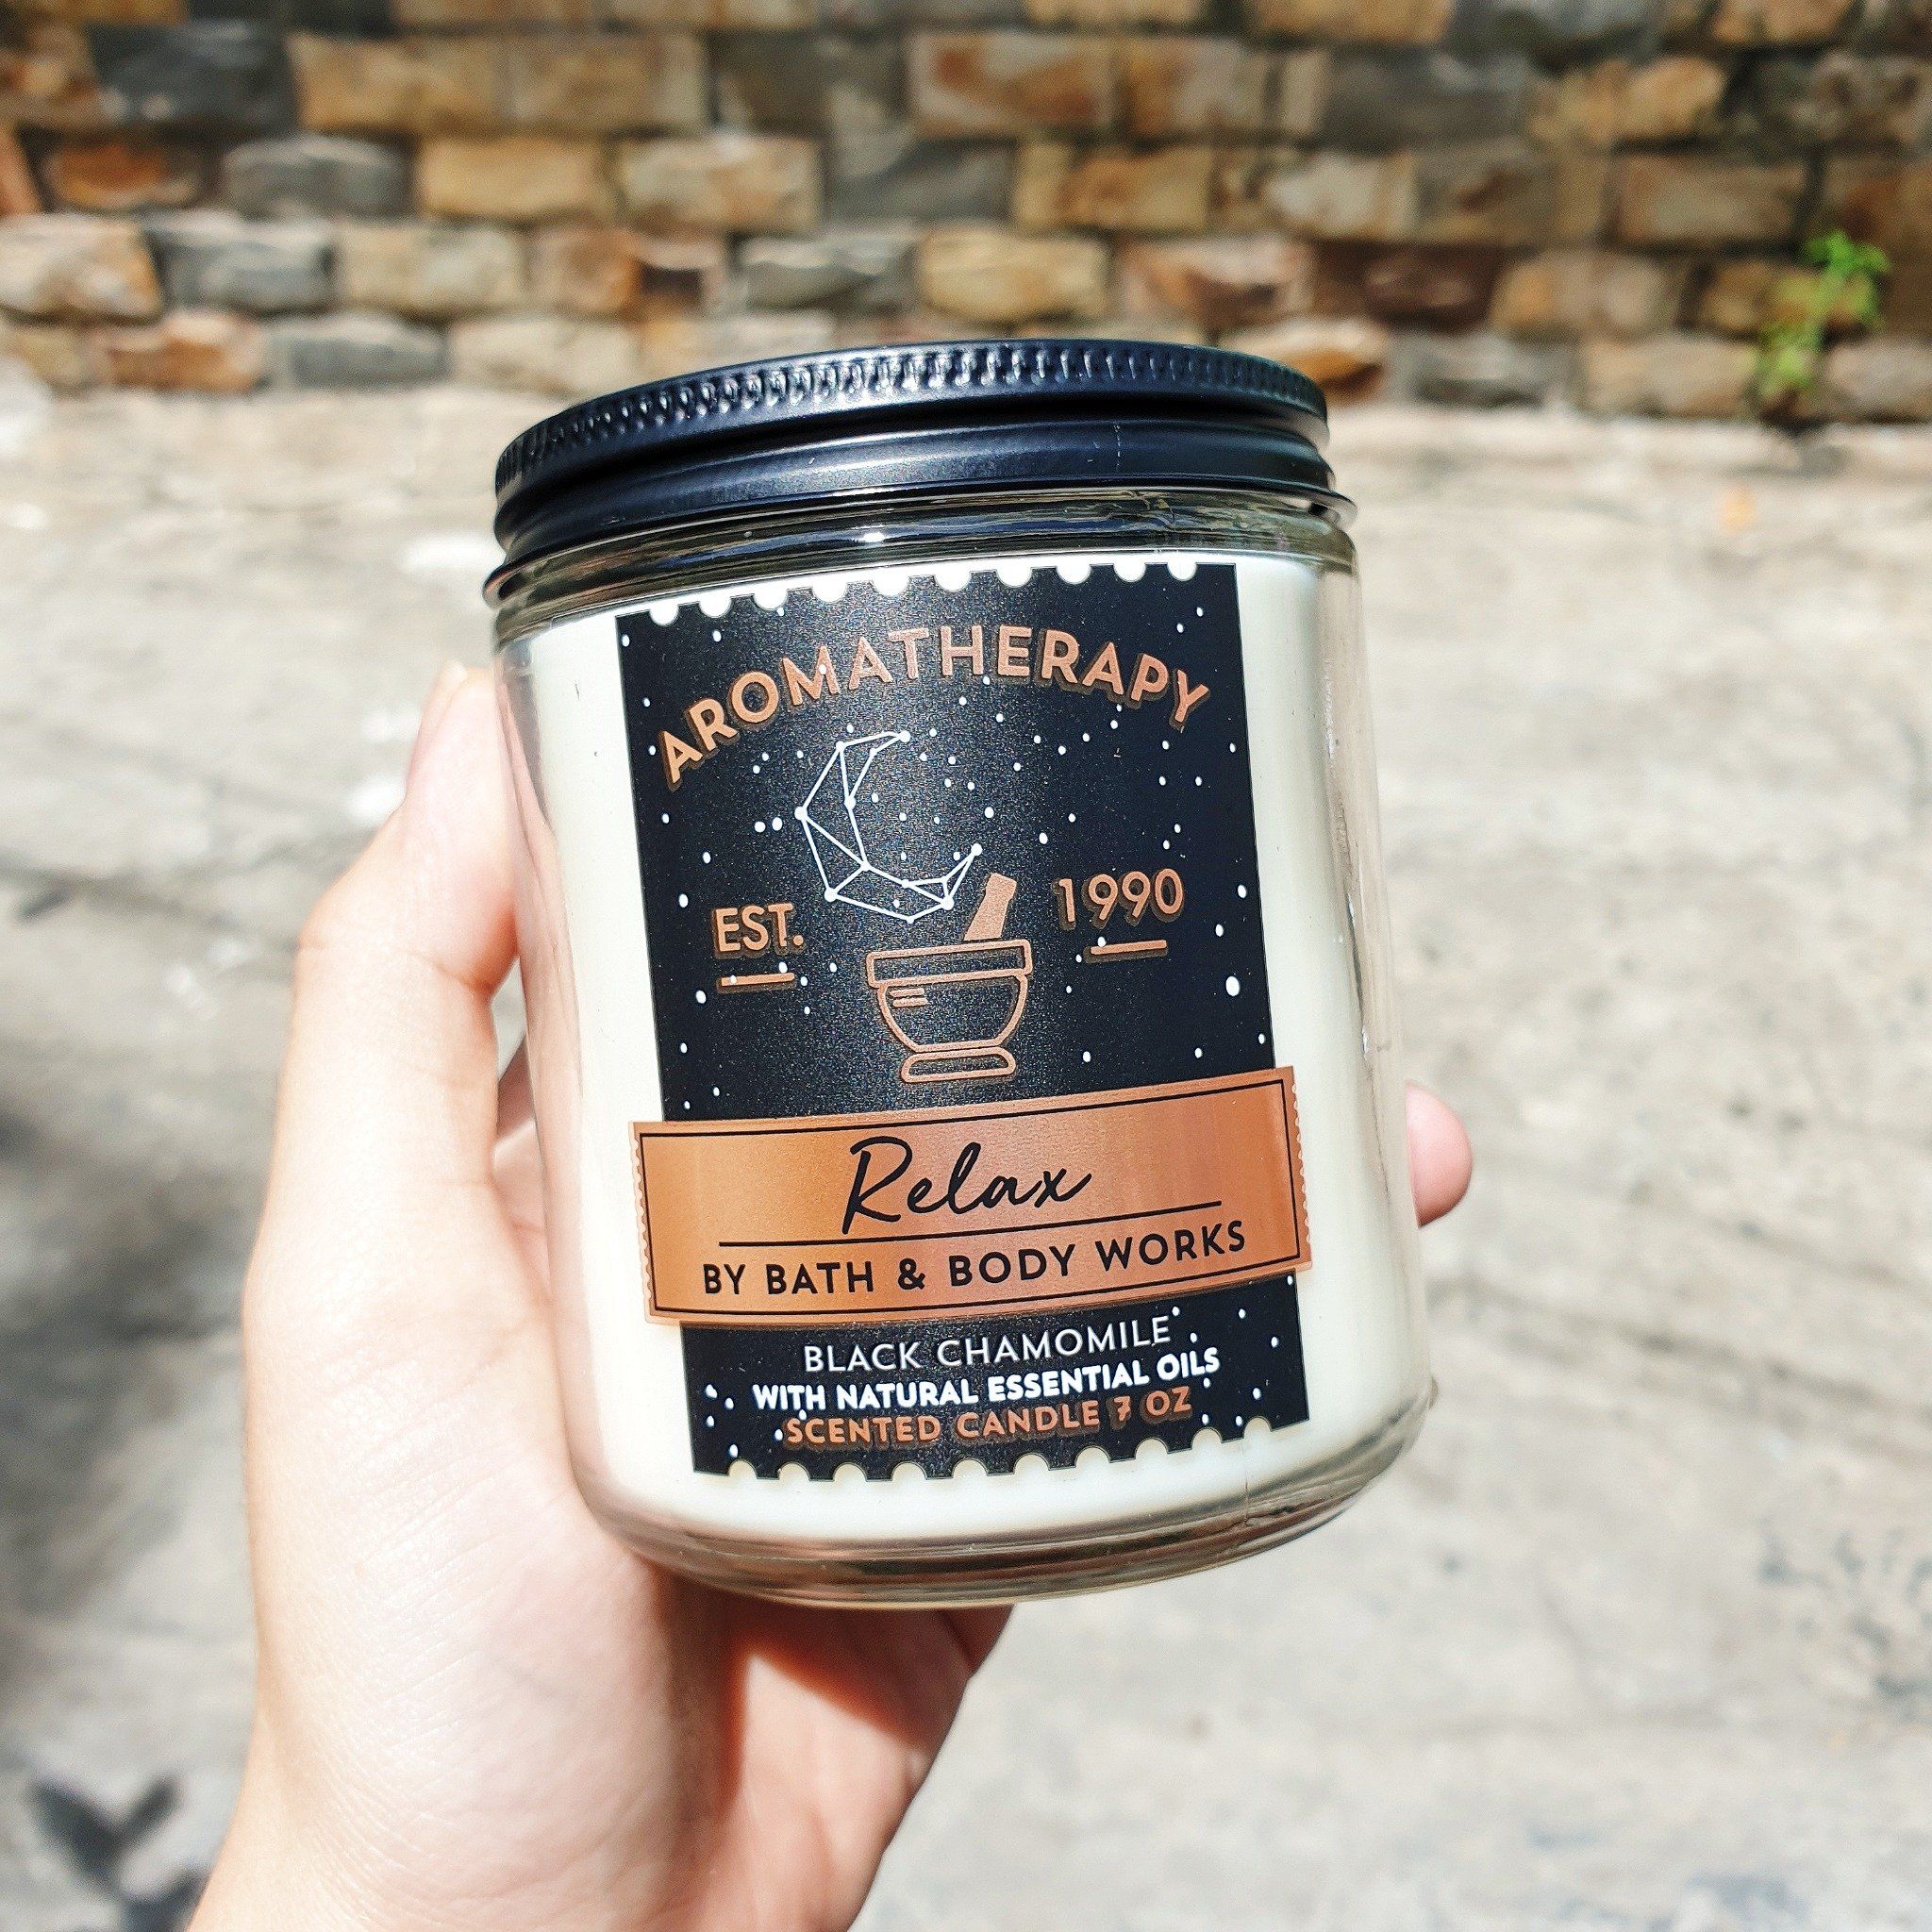 AROMATHERAPY
EST. 1990
Relax
BY BATH & BODY WORKS
BLACK CHAMOMILE
WITH NATURAL ESSENTIAL OILS
SCENTED CANDLE 7 OZ